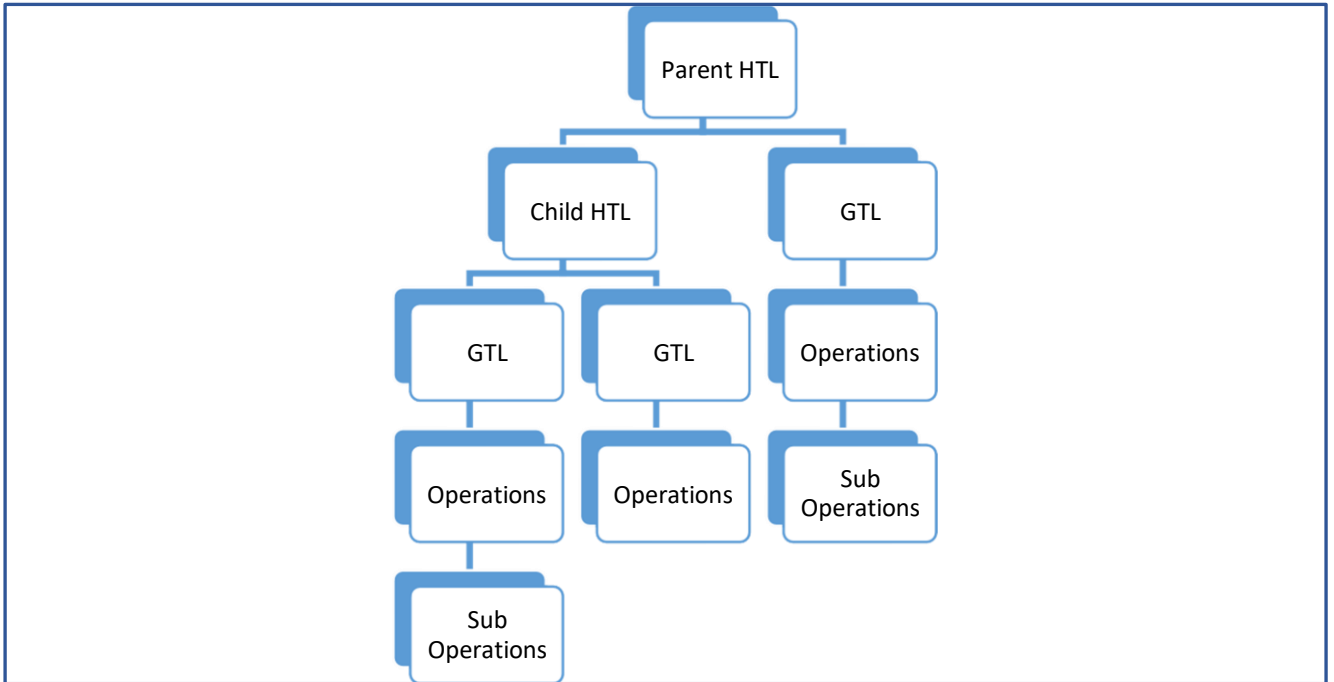 Parent HTL
Child HTL
GTL
GTL
GTL
Operations
Operations
Operations
Sub
Operations
Sub
Operations